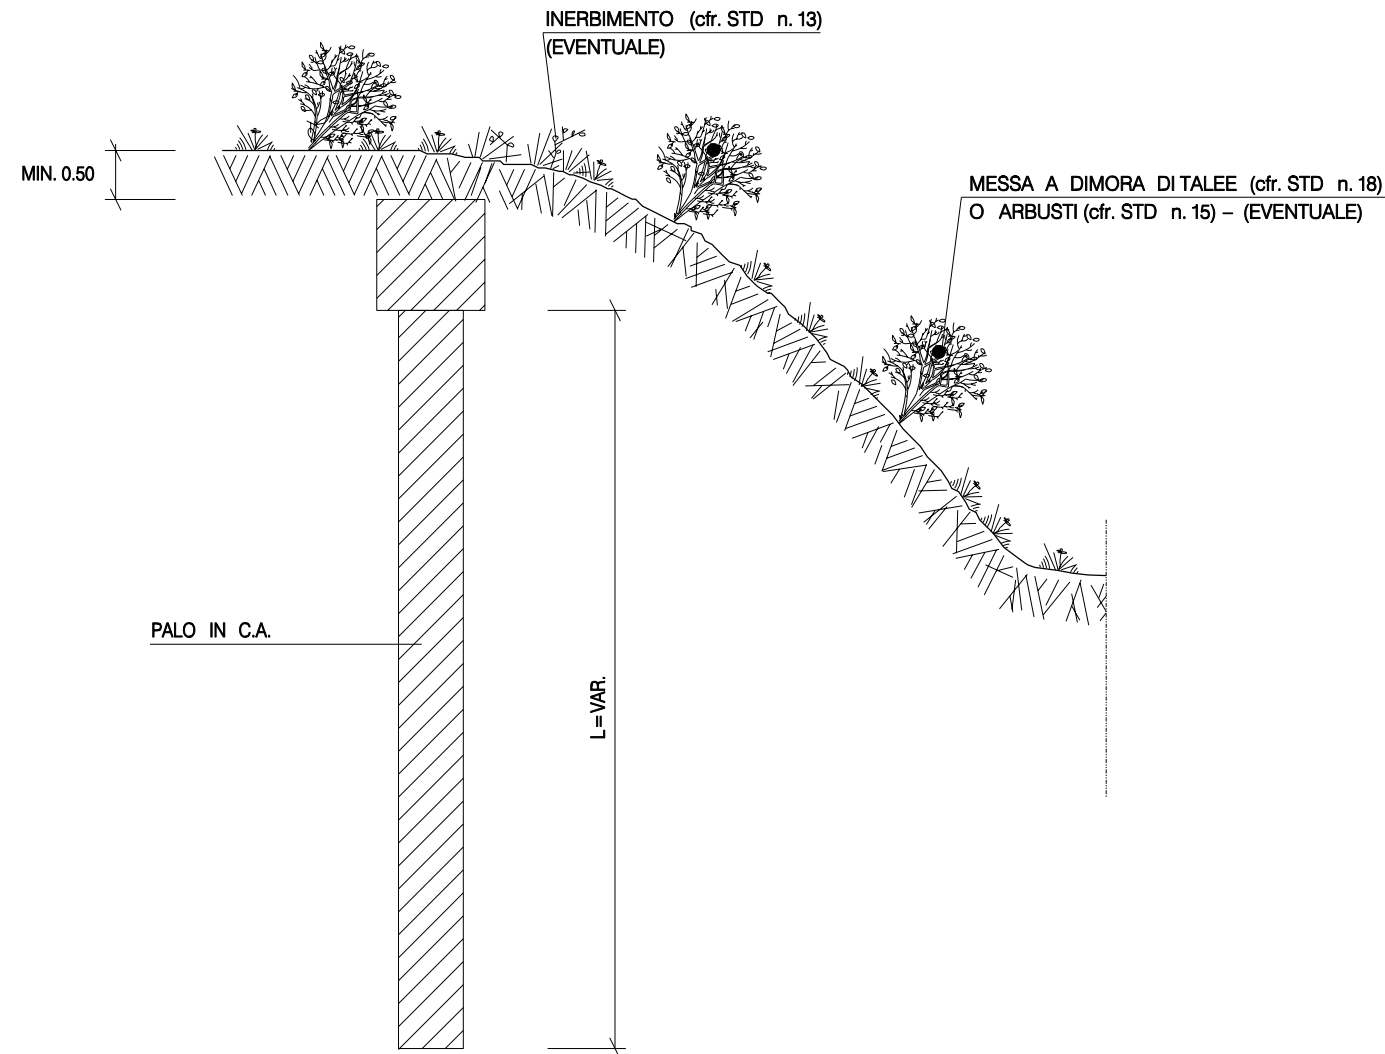 INERBIMENTO (cfr. STD n. 13)
(EVENTUALE)
MIN. 0.50
MESSA A DIMORA DI TALEE (cfr. STD n. 18)
O ARBUSTI (cfr. STD n. 15) – (EVENTUALE)
PALO IN C.A.
L = VAR.